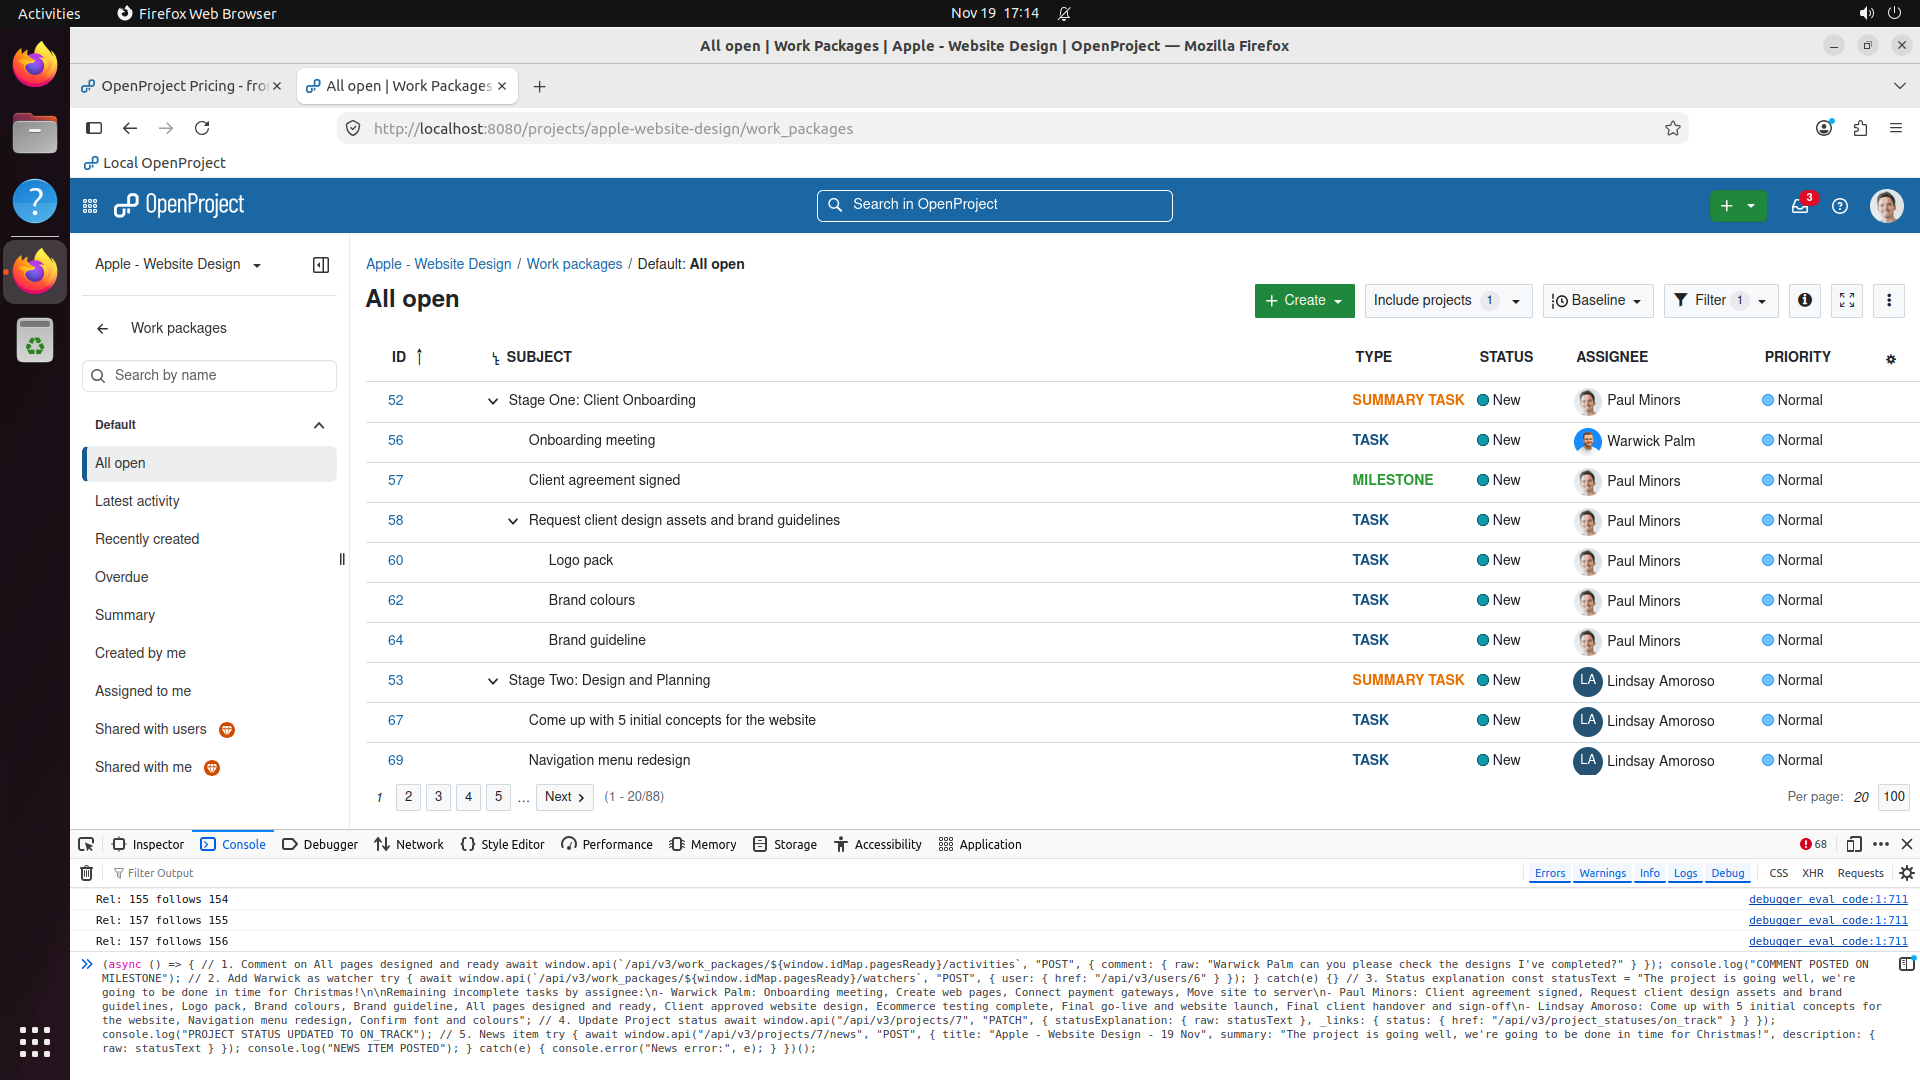 Activities
Firefox Web Browser
Nov 19 17:14
All open | Work Packages | Apple - Website Design | OpenProject — Mozilla Firefox
OpenProject Pricing - fro
All open | Work Packages
http://localhost:8080/projects/apple-website-design/work_packages
Local OpenProject
OpenProject
Search in OpenProject
3
Apple - Website Design
Apple - Website Design / Work packages / Default: All open
All open
Create
Include projects 1
Baseline
Filter 1
Work packages
Search by name
Default
All open
Latest activity
Recently created
Overdue
Summary
Created by me
Assigned to me
Shared with users
Shared with me
ID SUBJECT TYPE STATUS ASSIGNEE PRIORITY
52 Stage One: Client Onboarding SUMMARY TASK New Paul Minors Normal
56 Onboarding meeting TASK New Warwick Palm Normal
57 Client agreement signed MILESTONE New Paul Minors Normal
58 Request client design assets and brand guidelines TASK New Paul Minors Normal
60 Logo pack TASK New Paul Minors Normal
62 Brand colours TASK New Paul Minors Normal
64 Brand guideline TASK New Paul Minors Normal
53 Stage Two: Design and Planning SUMMARY TASK New LA Lindsay Amoroso Normal
67 Come up with 5 initial concepts for the website TASK New LA Lindsay Amoroso Normal
69 Navigation menu redesign TASK New LA Lindsay Amoroso Normal
1 2 3 4 5 ... Next (1 - 20/88)
Per page: 20 100
Inspector Console Debugger Network Style Editor Performance Memory Storage Accessibility Application 68
Filter Output
Errors Warnings Info Logs Debug CSS XHR Requests
Rel: 155 follows 154 debugger eval code:1:711
Rel: 157 follows 155 debugger eval code:1:711
Rel: 157 follows 156 debugger eval code:1:711
(async () => { // 1. Comment on All pages designed and ready await window.api(`/api/v3/work_packages/${window.idMap.pagesReady}/activities`, "POST", { comment: { raw: "Warwick Palm can you please check the designs I've completed?" } }); console.log("COMMENT POSTED ON
MILESTONE"); // 2. Add Warwick as watcher try { await window.api(`/api/v3/work_packages/${window.idMap.pagesReady}/watchers`, "POST", { user: { href: "/api/v3/users/6" } }); } catch(e) {} // 3. Status explanation const statusText = "The project is going well, we're
going to be done in time for Christmas!\n\nRemaining incomplete tasks by assignee:\n- Warwick Palm: Onboarding meeting, Create web pages, Connect payment gateways, Move site to server\n- Paul Minors: Client agreement signed, Request client design assets and brand
guidelines, Logo pack, Brand colours, Brand guideline, All pages designed and ready, Client approved website design, Ecommerce testing complete, Final go-live and website launch, Final client handover and sign-off\n- Lindsay Amoroso: Come up with 5 initial concepts for
the website, Navigation menu redesign, Confirm font and colours"; // 4. Update Project status await window.api("/api/v3/projects/7", "PATCH", { statusExplanation: { raw: statusText }, _links: { status: { href: "/api/v3/project_statuses/on_track" } } });
console.log("PROJECT STATUS UPDATED TO ON_TRACK"); // 5. News item try { await window.api("/api/v3/projects/7/news", "POST", { title: "Apple - Website Design - 19 Nov", summary: "The project is going well, we're going to be done in time for Christmas!", description: {
raw: statusText } }); console.log("NEWS ITEM POSTED"); } catch(e) { console.error("News error:", e); } })();